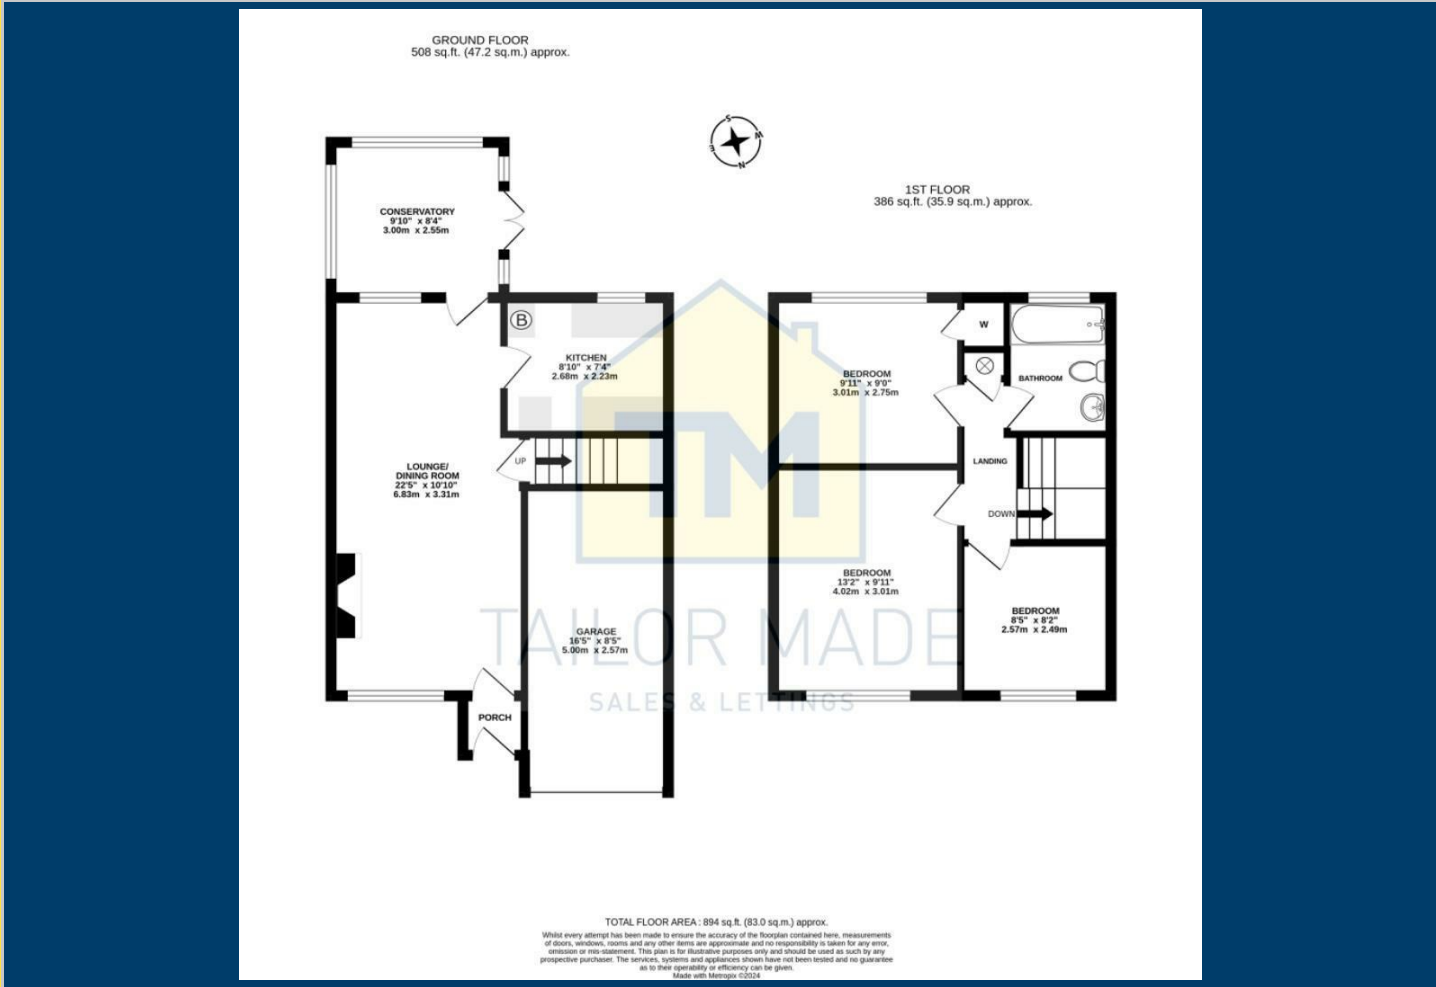 GROUND FLOOR
508 sq.ft. (47.2 sq.m.) approx.
S
W
E
N
1ST FLOOR
386 sq.ft. (35.9 sq.m.) approx.
CONSERVATORY
9'10" x 8'4"
3.00m x 2.55m
B
KITCHEN
8'10" x 7'4"
2.68m x 2.23m
W
BEDROOM
9'11" x 9'0"
3.01m x 2.75m
BATHROOM
TM
LOUNGE/
DINING ROOM
22'5" x 10'10"
6.83m x 3.31m
UP
LANDING
DOWN
BEDROOM
13'2" x 9'11"
4.02m x 3.01m
BEDROOM
8'5" x 8'2"
2.57m x 2.49m
GARAGE
16'5" x 8'5"
5.00m x 2.57m
TAILOR MADE
SALES & LETTINGS
PORCH
TOTAL FLOOR AREA : 894 sq.ft. (83.0 sq.m.) approx.
Whilst every attempt has been made to ensure the accuracy of the floorplan contained here, measurements
of doors, windows, rooms and any other items are approximate and no responsibility is taken for any error,
omission or mis-statement. This plan is for illustrative purposes only and should be used as such by any
prospective purchaser. The services, systems and appliances shown have not been tested and no guarantee
as to their operability or efficiency can be given.
Made with Metropix ©2024